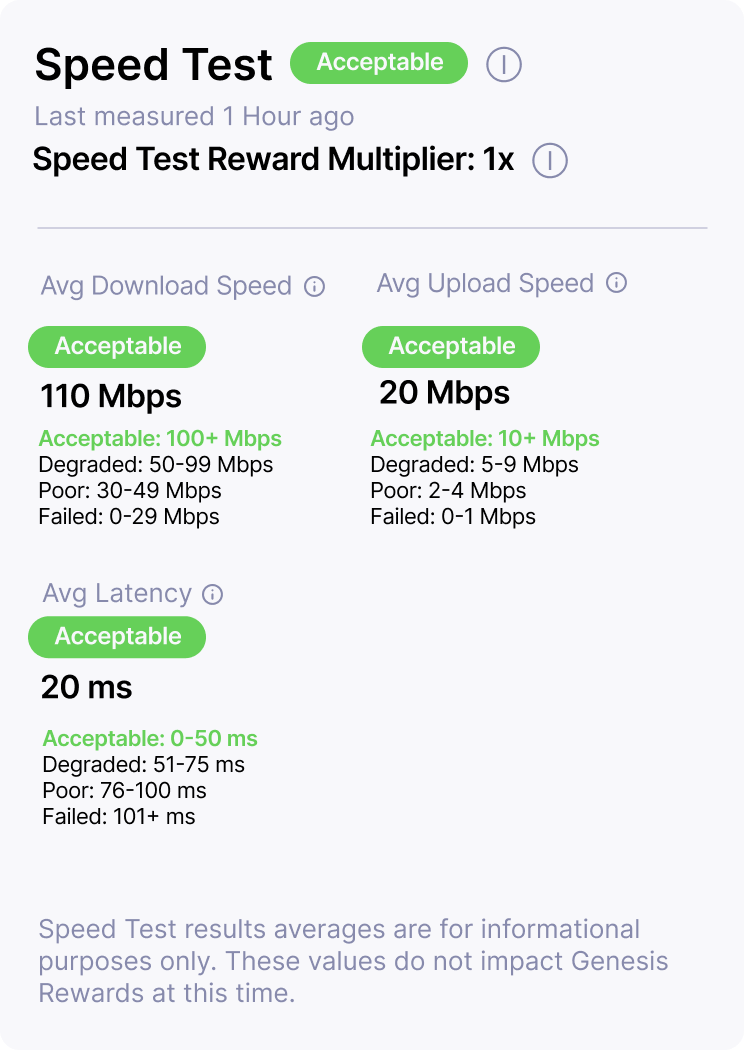 Speed Test Acceptable
Last measured 1 Hour ago
Speed Test Reward Multiplier: 1x
Avg Download Speed
Acceptable
110 Mbps
Acceptable: 100+ Mbps
Degraded: 50-99 Mbps
Poor: 30-49 Mbps
Failed: 0-29 Mbps
Avg Upload Speed
Acceptable
20 Mbps
Acceptable: 10+ Mbps
Degraded: 5-9 Mbps
Poor: 2-4 Mbps
Failed: 0-1 Mbps
Avg Latency
Acceptable
20 ms
Acceptable: 0-50 ms
Degraded: 51-75 ms
Poor: 76-100 ms
Failed: 101+ ms
Speed Test results averages are for informational
purposes only. These values do not impact Genesis
Rewards at this time.